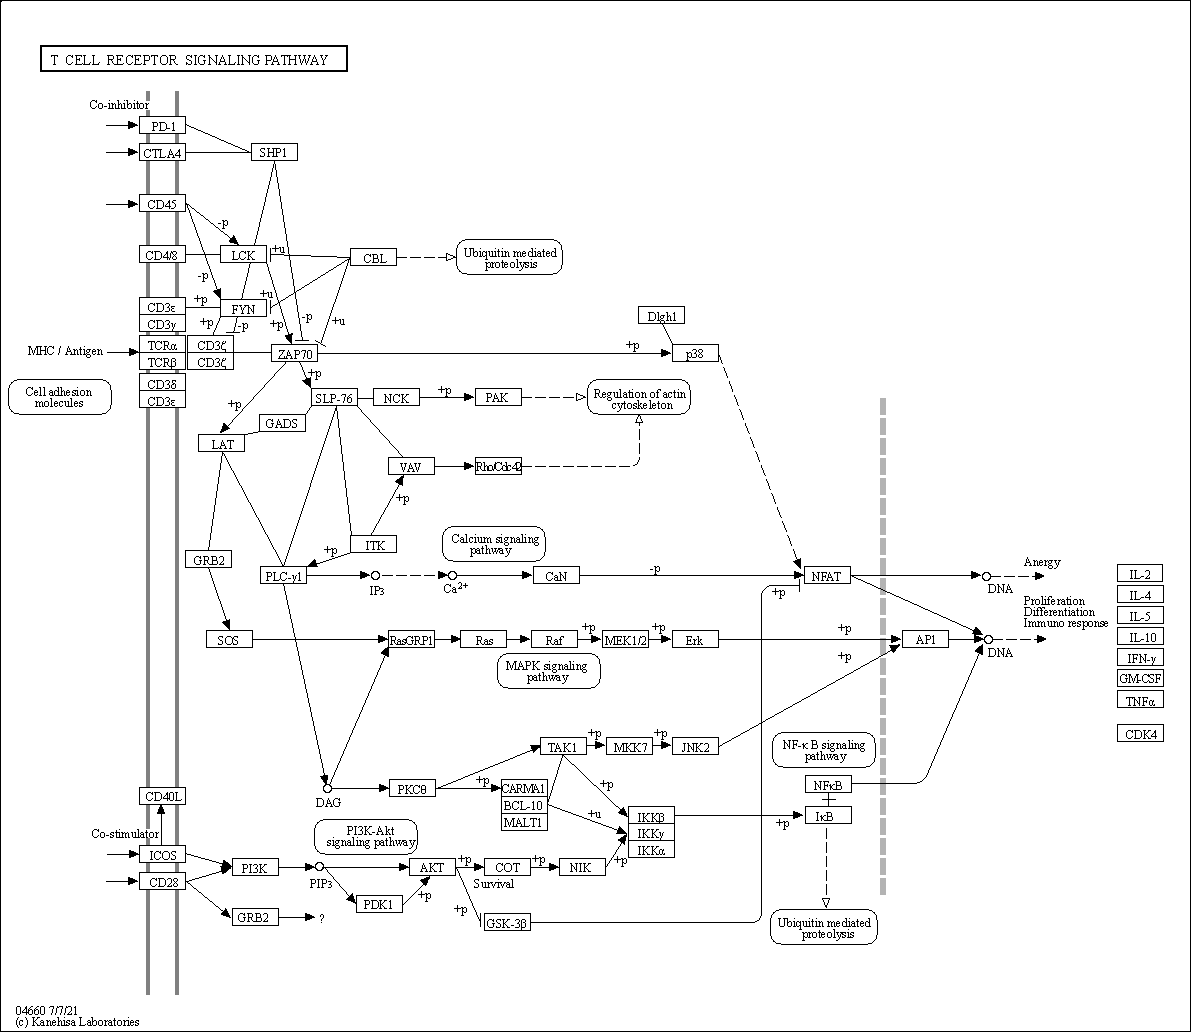 T CELL RECEPTOR SIGNALING PATHWAY
Co-inhibitor
PD-1
CTLA4
SHP1
CD45
-p
CD4/8
LCK
+u
CBL
Ubiquitin mediated
proteolysis
-p
+p
+u
CD3ε
FYN
CD3γ
+p
-p
+p
-p
+u
Dlgh1
MHC / Antigen
TCRα
CD3ζ
ZAP70
+p
p38
TCRβ
CD3ζ
+p
Cell adhesion
molecules
CD3δ
CD3ε
+p
SLP-76
NCK
+p
PAK
Regulation of actin
cytoskeleton
GADS
LAT
VAV
Rho/Cdc42
+p
ITK
+p
Calcium signaling
pathway
GRB2
PLC-γ1
IP3
Ca2+
CaN
-p
NFAT
+p
DNA
Anergy
Proliferation
Differentiation
Immuno response
IL-2
IL-4
IL-5
IL-10
IFN-γ
GM-CSF
TNFα
CDK4
SOS
RasGRP1
Ras
Raf
+p
MEK1/2
+p
Erk
+p
+p
AP1
DNA
MAPK signaling
pathway
TAK1
+p
MKK7
+p
JNK2
NF-κB signaling
pathway
DAG
PKCθ
+p
CARMA1
BCL-10
MALT1
+p
+u
IKKβ
IKKγ
IKKα
+p
NFκB
IκB
CD40L
Co-stimulator
ICOS
CD28
PI3K-Akt
signaling pathway
PI3K
PIP3
AKT
+p
COT
+p
NIK
+p
Survival
PDK1
+p
+p
GSK-3β
GRB2
?
Ubiquitin mediated
proteolysis
04660 7/7/21
(c) Kanehisa Laboratories